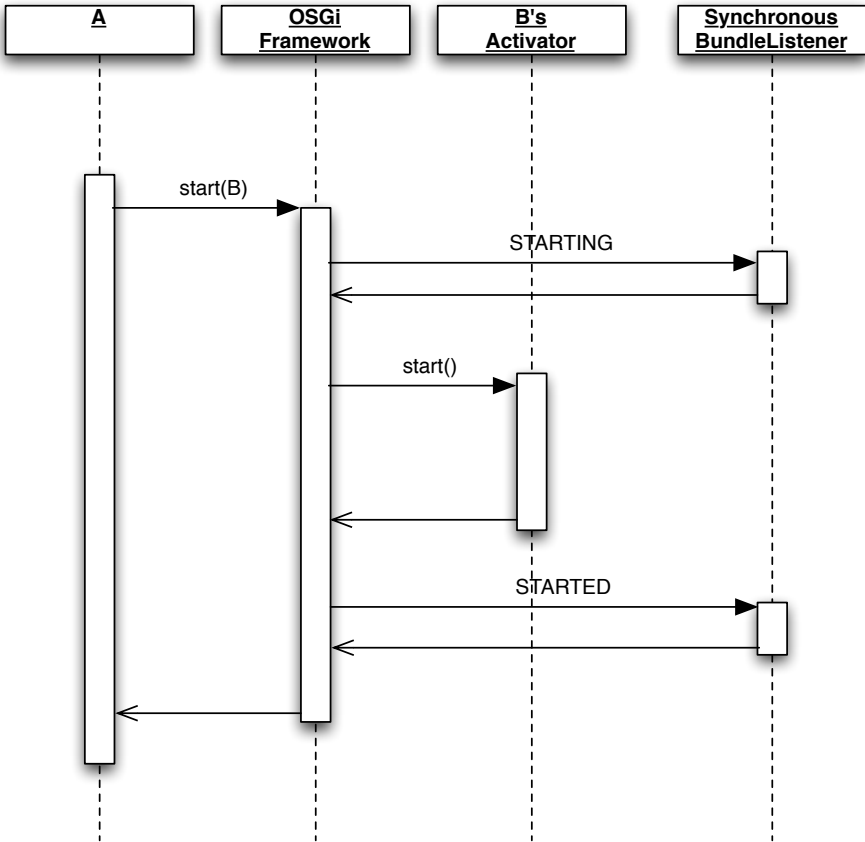 A
OSGi
Framework
B's
Activator
Synchronous
BundleListener
start(B)
STARTING
start()
STARTED